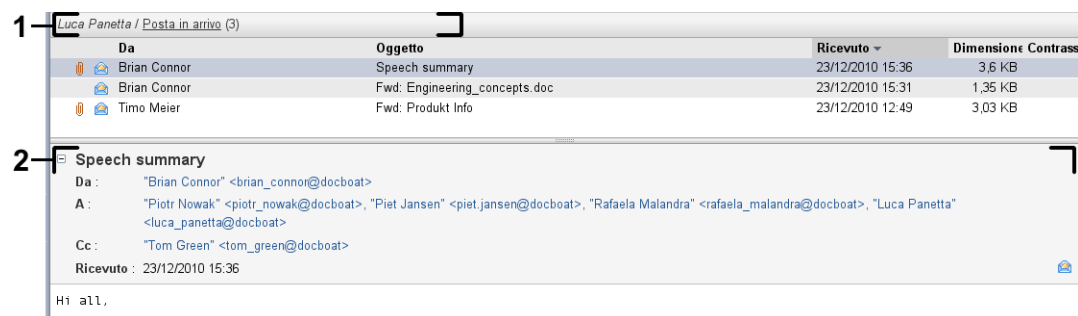 1
Luca Panetta / Posta in arrivo (3)
Da Oggetto Ricevuto Dimensione Contrass
Brian Connor Speech summary 23/12/2010 15:36 3,6 KB
Brian Connor Fwd: Engineering_concepts.doc 23/12/2010 15:31 1,35 KB
Timo Meier Fwd: Produkt Info 23/12/2010 12:49 3,03 KB
2
Speech summary
Da : "Brian Connor" <brian_connor@docboat>
A : "Piotr Nowak" <piotr_nowak@docboat>, "Piet Jansen" <piet.jansen@docboat>, "Rafaela Malandra" <rafaela_malandra@docboat>, "Luca Panetta"
<luca_panetta@docboat>
Cc : "Tom Green" <tom_green@docboat>
Ricevuto : 23/12/2010 15:36
Hi all,